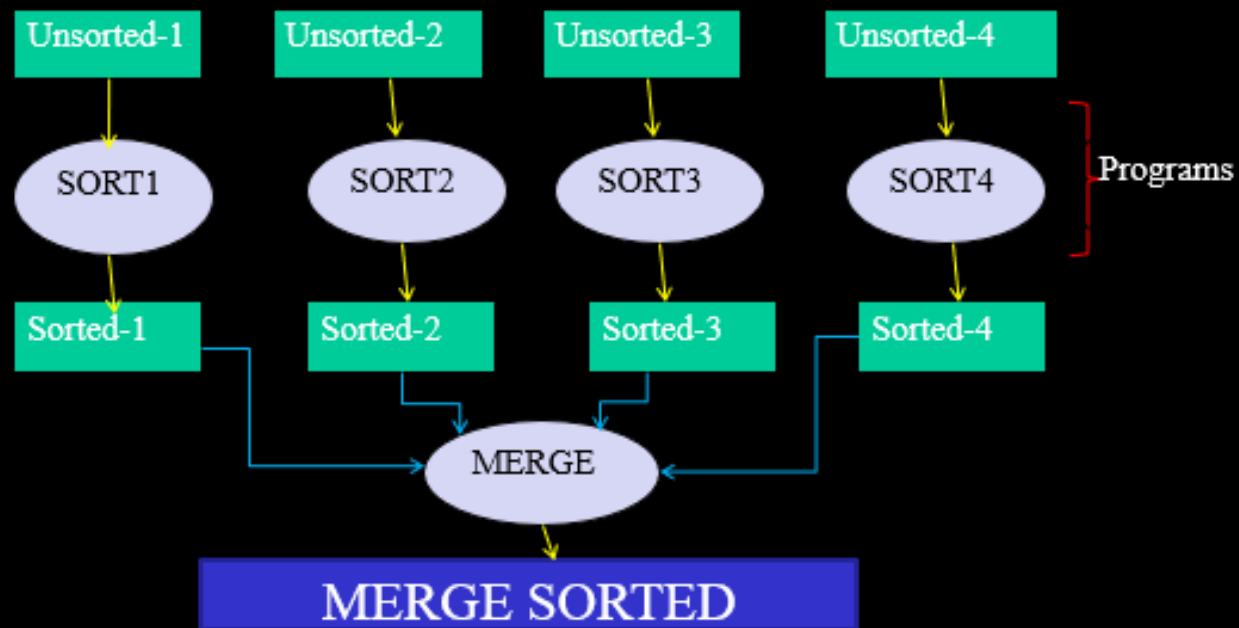 Unsorted-1
Unsorted-2
Unsorted-3
Unsorted-4
SORT1
SORT2
SORT3
SORT4
Programs
Sorted-1
Sorted-2
Sorted-3
Sorted-4
MERGE
MERGE SORTED